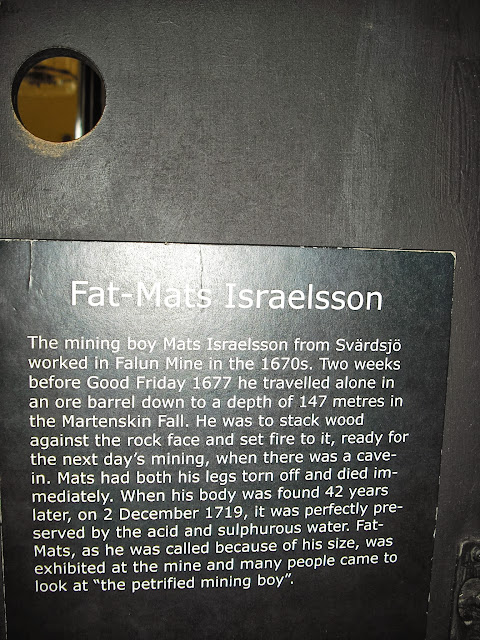 Fat-Mats Israelsson
The mining boy Mats Israelsson from Svärdsjö
worked in Falun Mine in the 1670s. Two weeks
before Good Friday 1677 he travelled alone in
an ore barrel down to a depth of 147 metres in
the Martenskin Fall. He was to stack wood
against the rock face and set fire to it, ready for
the next day's mining, when there was a cave-
in. Mats had both his legs torn off and died im-
mediately. When his body was found 42 years
later, on 2 December 1719, it was perfectly pre-
served by the acid and sulphurous water. Fat-
Mats, as he was called because of his size, was
exhibited at the mine and many people came to
look at "the petrified mining boy".